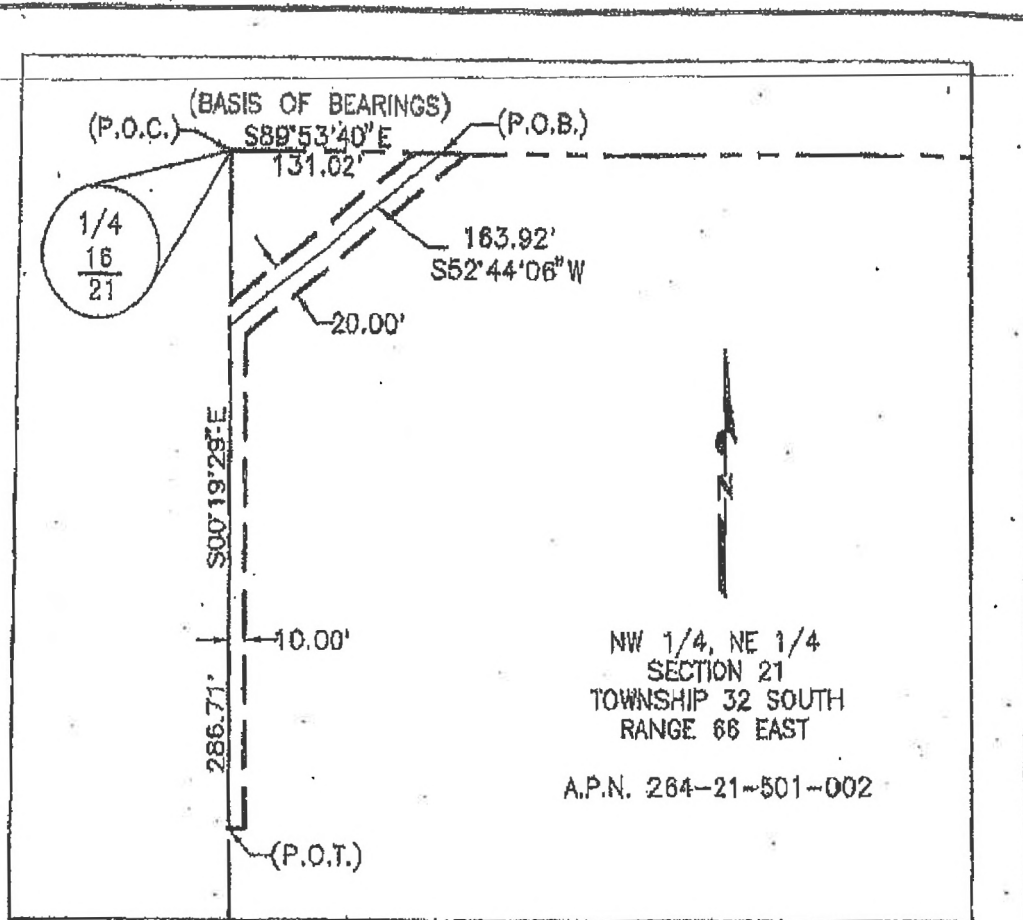 (BASIS OF BEARINGS)
(P.O.C.)
S89°53'40"E
(P.O.B.)
131.02'
1/4
16
21
163.92'
S52°44'06"W
20.00'
S00°19'29"E
10.00'
286.71'
N
NW 1/4, NE 1/4
SECTION 21
TOWNSHIP 32 SOUTH
RANGE 66 EAST
A.P.N. 264-21-501-002
(P.O.T.)